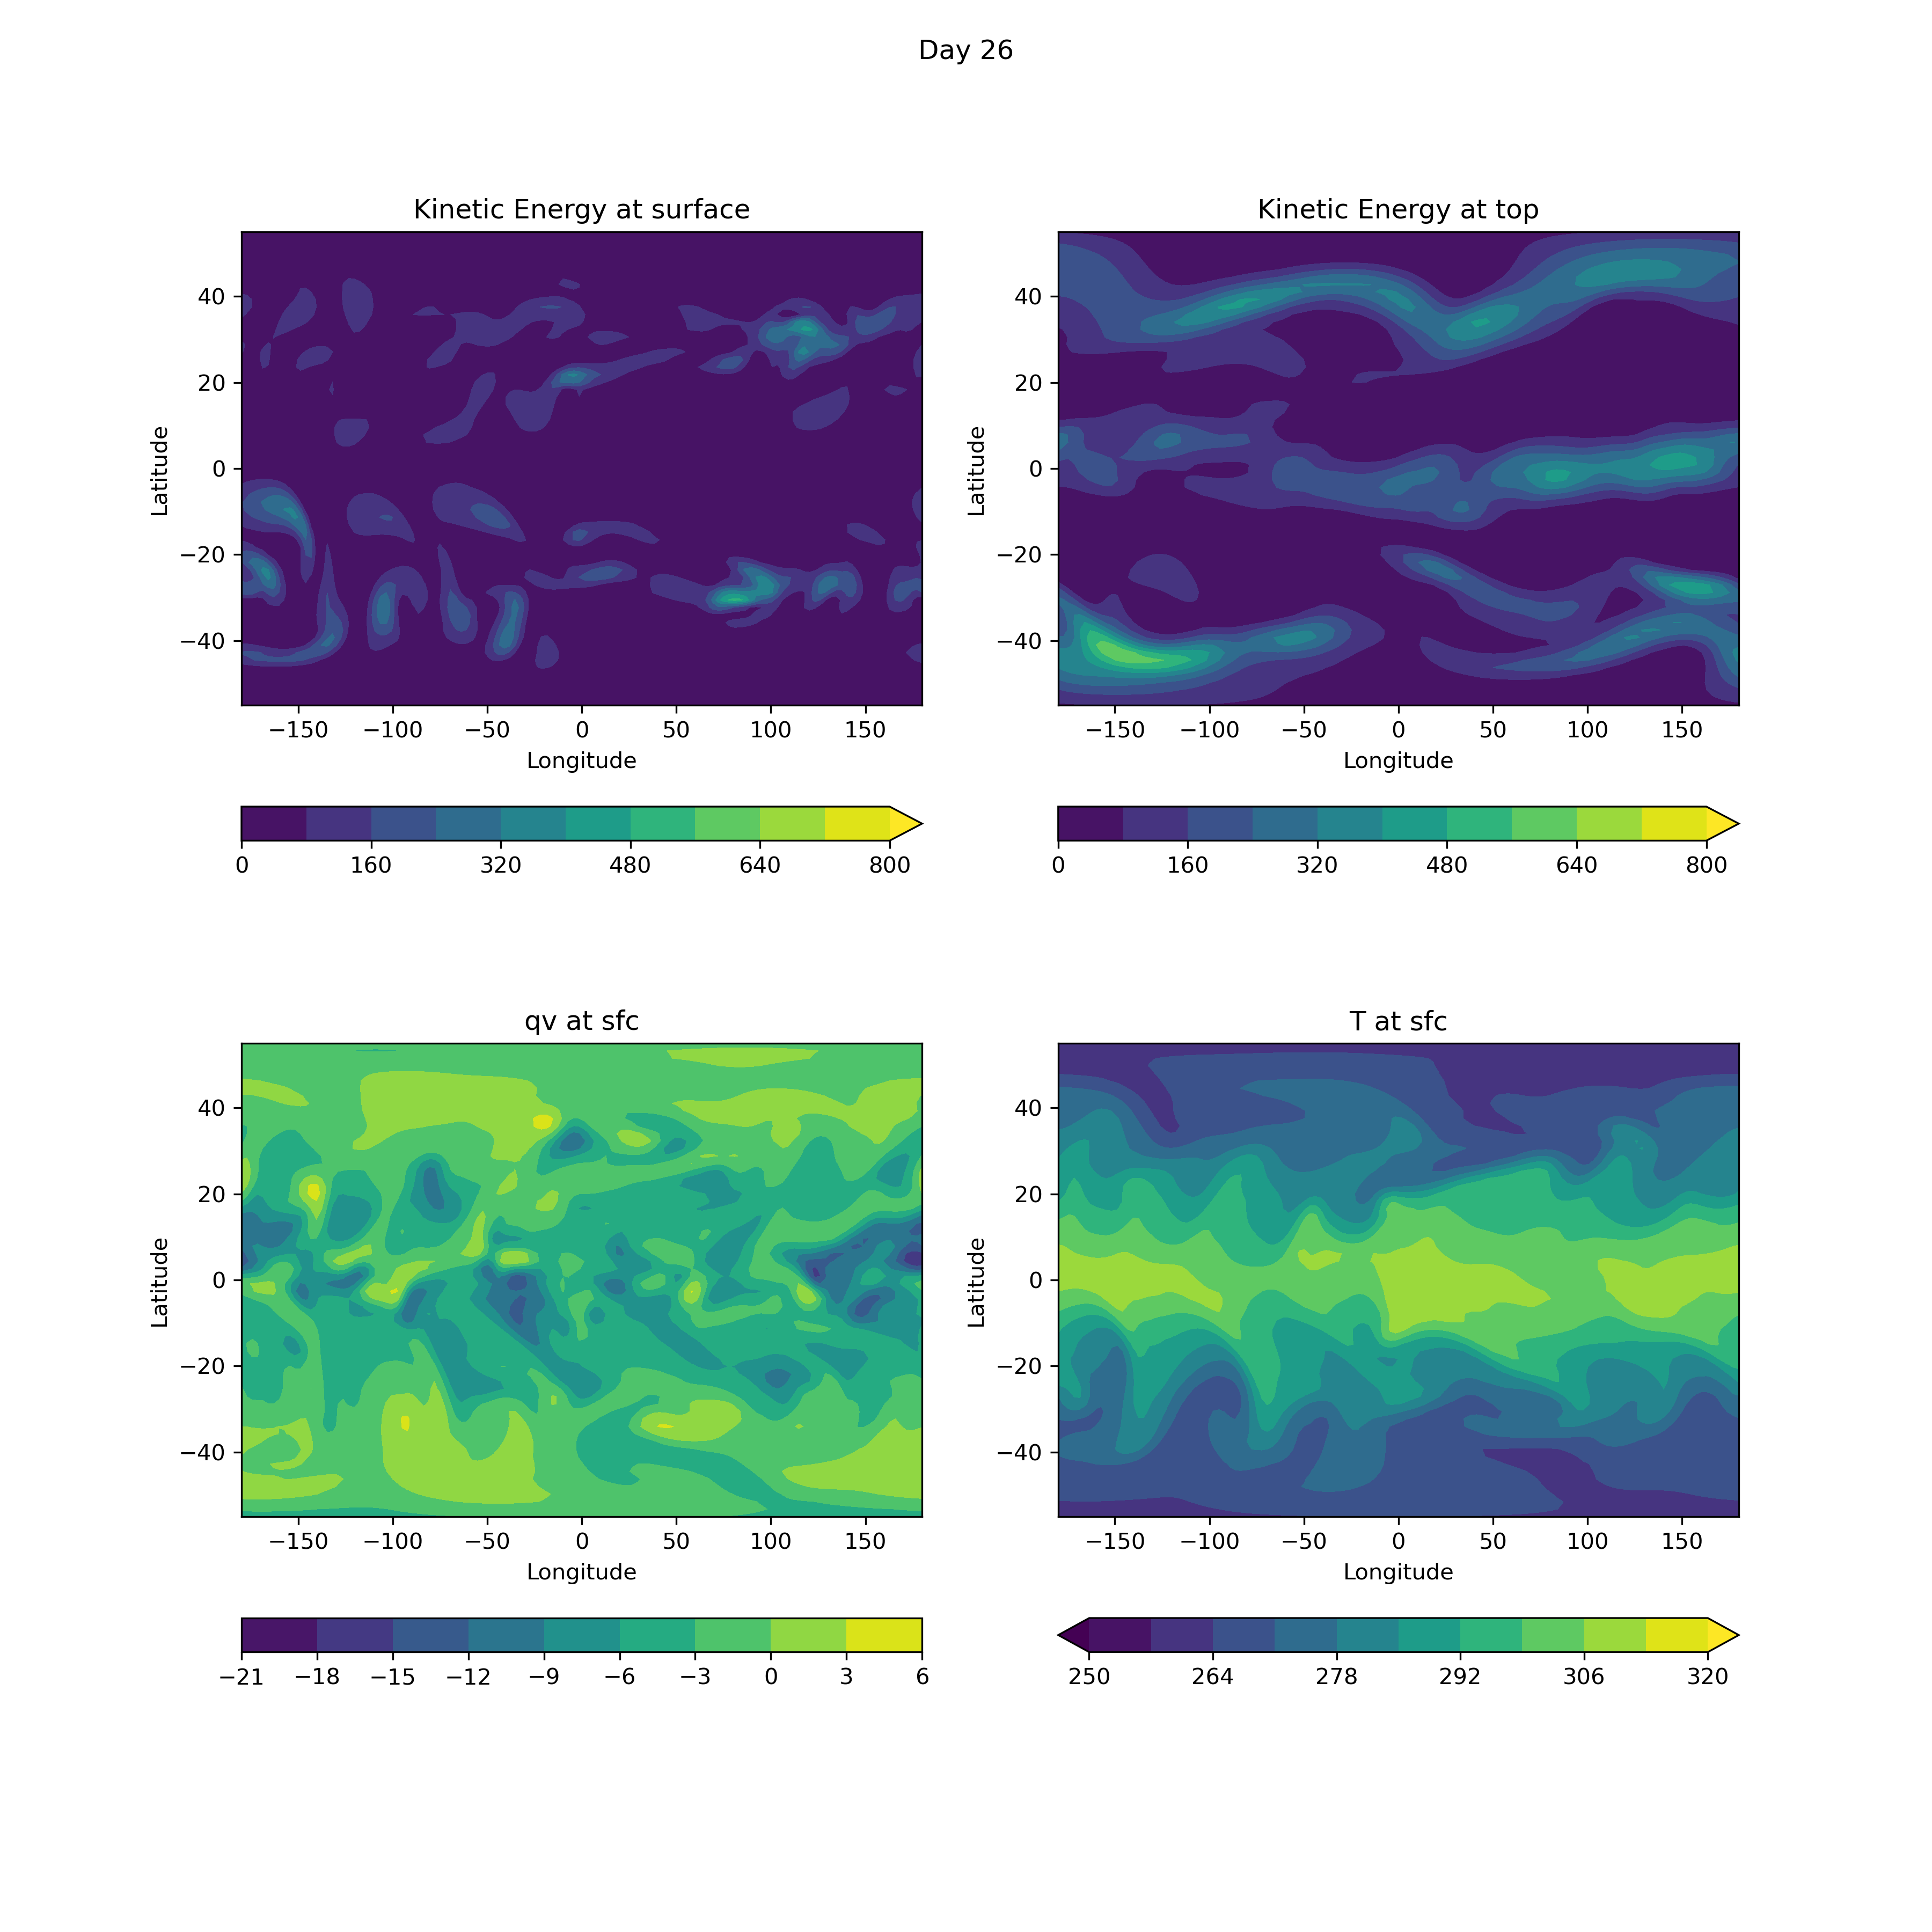 Day 26
Kinetic Energy at surface
Latitude
40
20
0
−20
−40
−150 −100 −50 0 50 100 150
Longitude
0 160 320 480 640 800
Kinetic Energy at top
Latitude
40
20
0
−20
−40
−150 −100 −50 0 50 100 150
Longitude
0 160 320 480 640 800
qv at sfc
Latitude
40
20
0
−20
−40
−150 −100 −50 0 50 100 150
Longitude
−21 −18 −15 −12 −9 −6 −3 0 3 6
T at sfc
Latitude
40
20
0
−20
−40
−150 −100 −50 0 50 100 150
Longitude
250 264 278 292 306 320